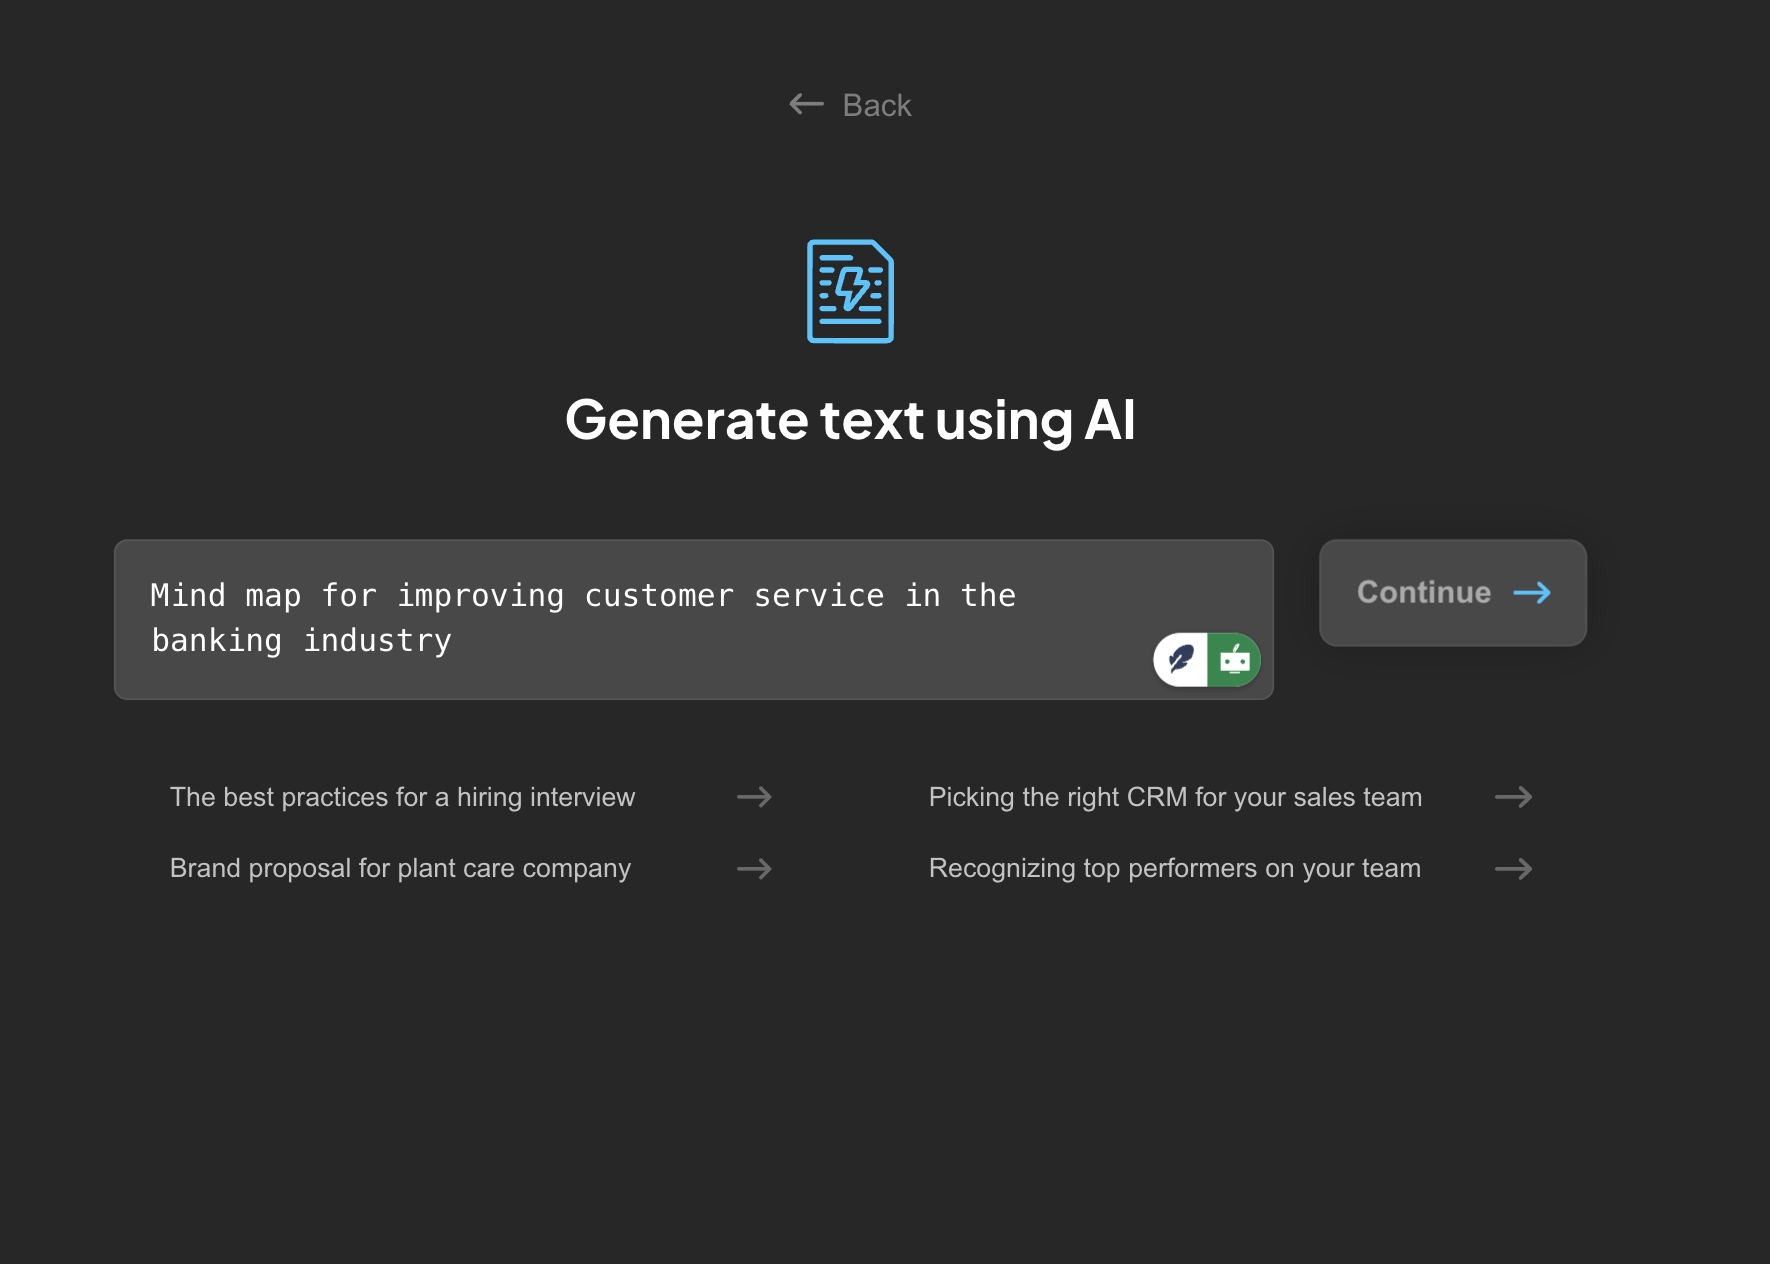 Back
Generate text using AI
Mind map for improving customer service in the
banking industry
Continue
The best practices for a hiring interview
Picking the right CRM for your sales team
Brand proposal for plant care company
Recognizing top performers on your team